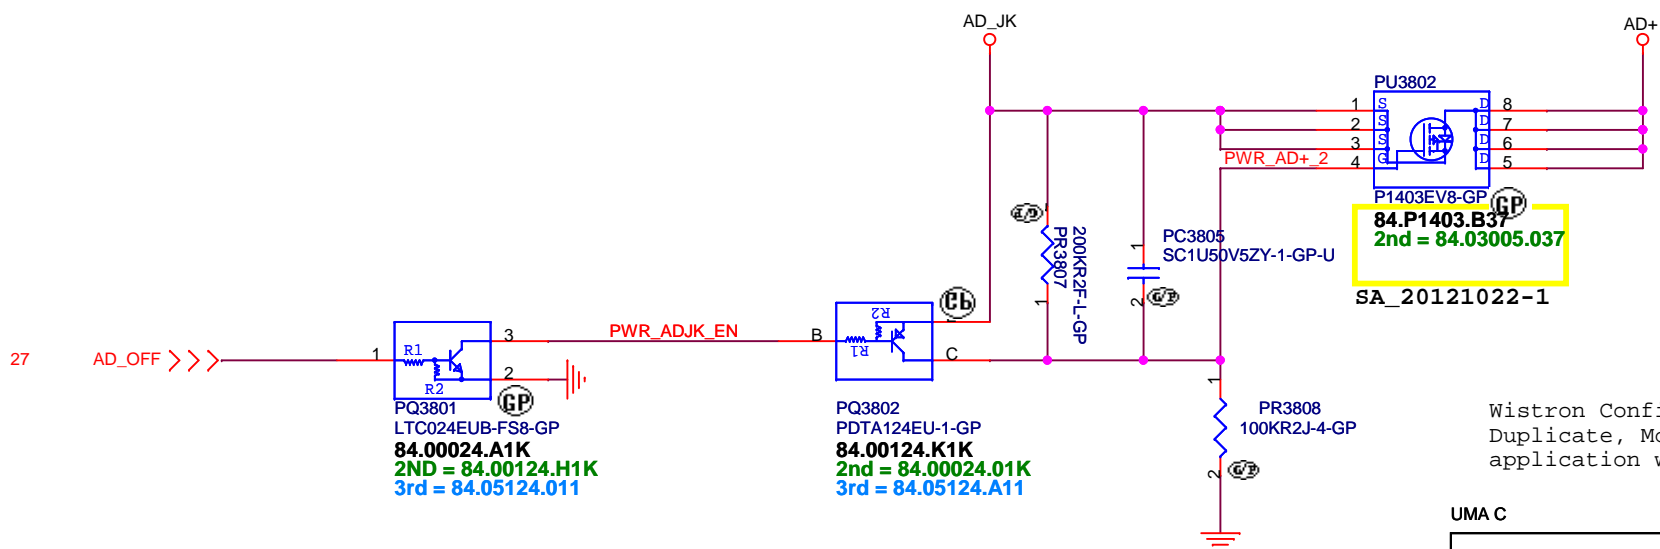 AD_JK
AD+
PU3802
1 S D 8
2 S D 7
3 S D 6
PWR_AD+_2 4 G D 5
P1403EV8-GP GP
84.P1403.B37
2nd = 84.03005.037
SA_20121022-1
G/P
1
PR3807
200KR2F-L-GP
1
PC3805
SC1U50V5ZY-1-GP-U
2 G/P
27 AD_OFF
1 R1 R2 3
2
GP
PQ3801
LTC024EUB-FS8-GP
84.00024.A1K
2ND = 84.00124.H1K
3rd = 84.05124.011
PWR_ADJK_EN
B R1 R2 C
PQ3802
PDTA124EU-1-GP
84.00124.K1K
2nd = 84.00024.01K
3rd = 84.05124.A11
1
PR3808
100KR2J-4-GP
2 G/P
Wistron
Duplicate,
application
UMA C